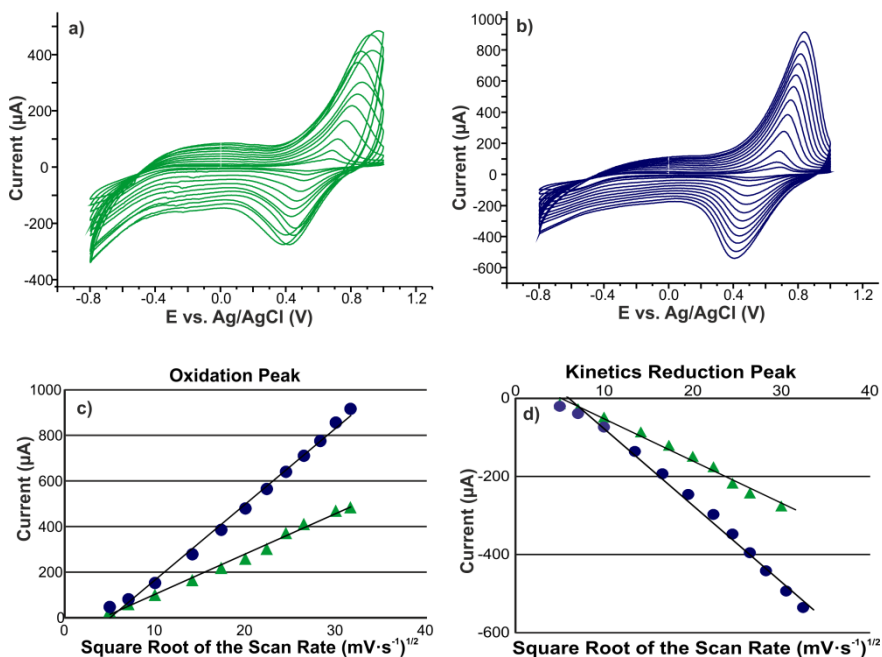 a)
400
200
0
-200
-400
Current (µA)
-0.8 -0.4 0.0 0.4 0.8
E vs. Ag/AgCl (V)
b)
1000
800
600
400
200
0
-200
-400
-600
Current (µA)
-0.8 -0.4 0.0 0.4 0.8
E vs. Ag/AgCl (V)
Oxidation Peak
c)
1000
800
600
400
200
0
Current (µA)
0 10 20 30 40
Square Root of the Scan Rate (mV·s⁻¹)¹/²
Kinetics Reduction Peak
0 10 20 30 40
d)
0
-200
-400
-600
Current (µA)
Square Root of the Scan Rate (mV·s⁻¹)¹/²